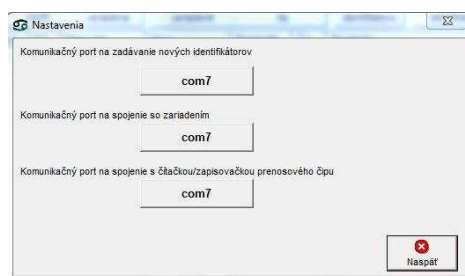 Nastavenia
Komunikačný port na zadávanie nových identifikátorov
com7
Komunikačný port na spojenie so zariadením
com7
Komunikačný port na spojenie s čítačkou/zapisovačkou prenosového čipu
com7
Naspäť